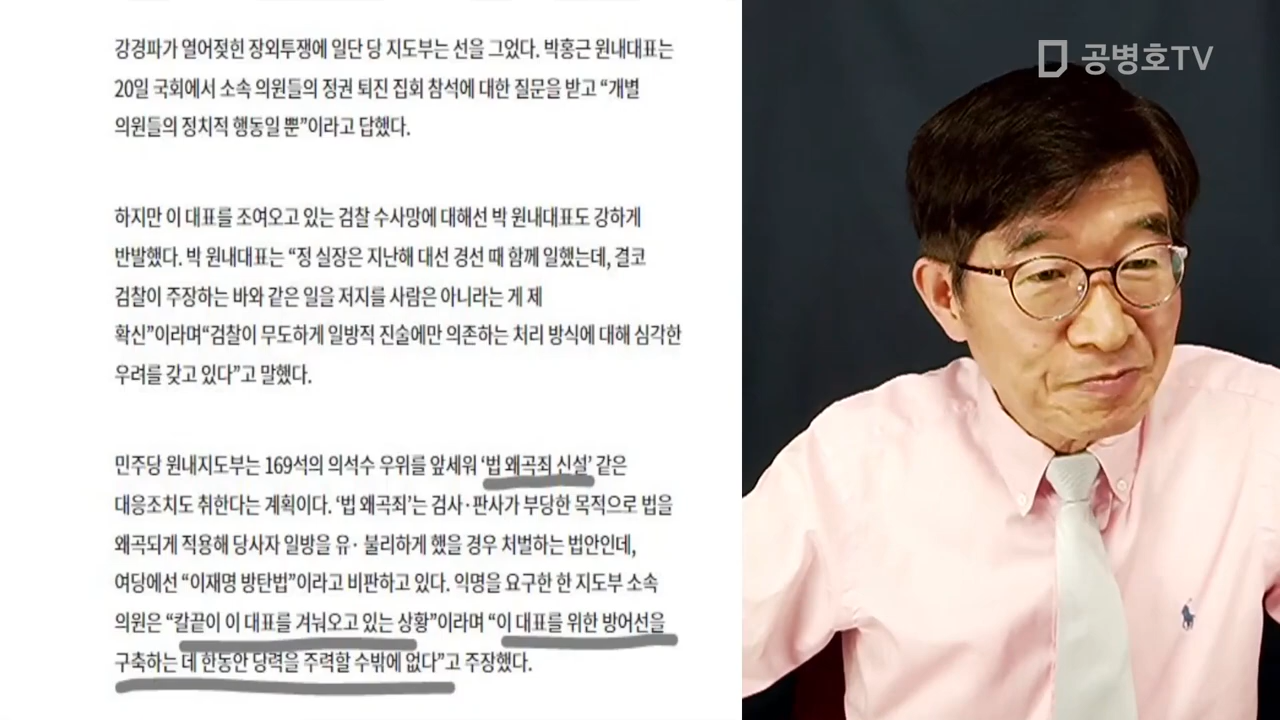 강경파가 열어젖힌 장외투쟁에 일단 당 지도부는 선을 그었다. 박홍근 원내대표는
20일 국회에서 소속 의원들의 정권 퇴진 집회 참석에 대한 질문을 받고 “개별
의원들의 정치적 행동일 뿐”이라고 답했다.
하지만 이 대표를 조여오고 있는 검찰 수사망에 대해선 박 원내대표도 강하게
반발했다. 박 원내대표는 “정 실장은 지난해 대선 경선 때 함께 일했는데, 결코
검찰이 주장하는 바와 같은 일을 저지를 사람은 아니라는 게 제
확신”이라며“검찰이 무도하게 일방적 진술에만 의존하는 처리 방식에 대해 심각한
우려를 갖고 있다”고 말했다.
민주당 원내지도부는 169석의 의석수 우위를 앞세워 ‘법 왜곡죄 신설’ 같은
대응조치도 취한다는 계획이다. ‘법 왜곡죄’는 검사·판사가 부당한 목적으로 법을
왜곡되게 적용해 당사자 일방을 유· 불리하게 했을 경우 처벌하는 법안인데,
여당에선 “이재명 방탄법”이라고 비판하고 있다. 익명을 요구한 한 지도부 소속
의원은 “칼끝이 이 대표를 겨눠오고 있는 상황”이라며 “이 대표를 위한 방어선을
구축하는 데 한동안 당력을 주력할 수밖에 없다”고 주장했다.
공병호TV